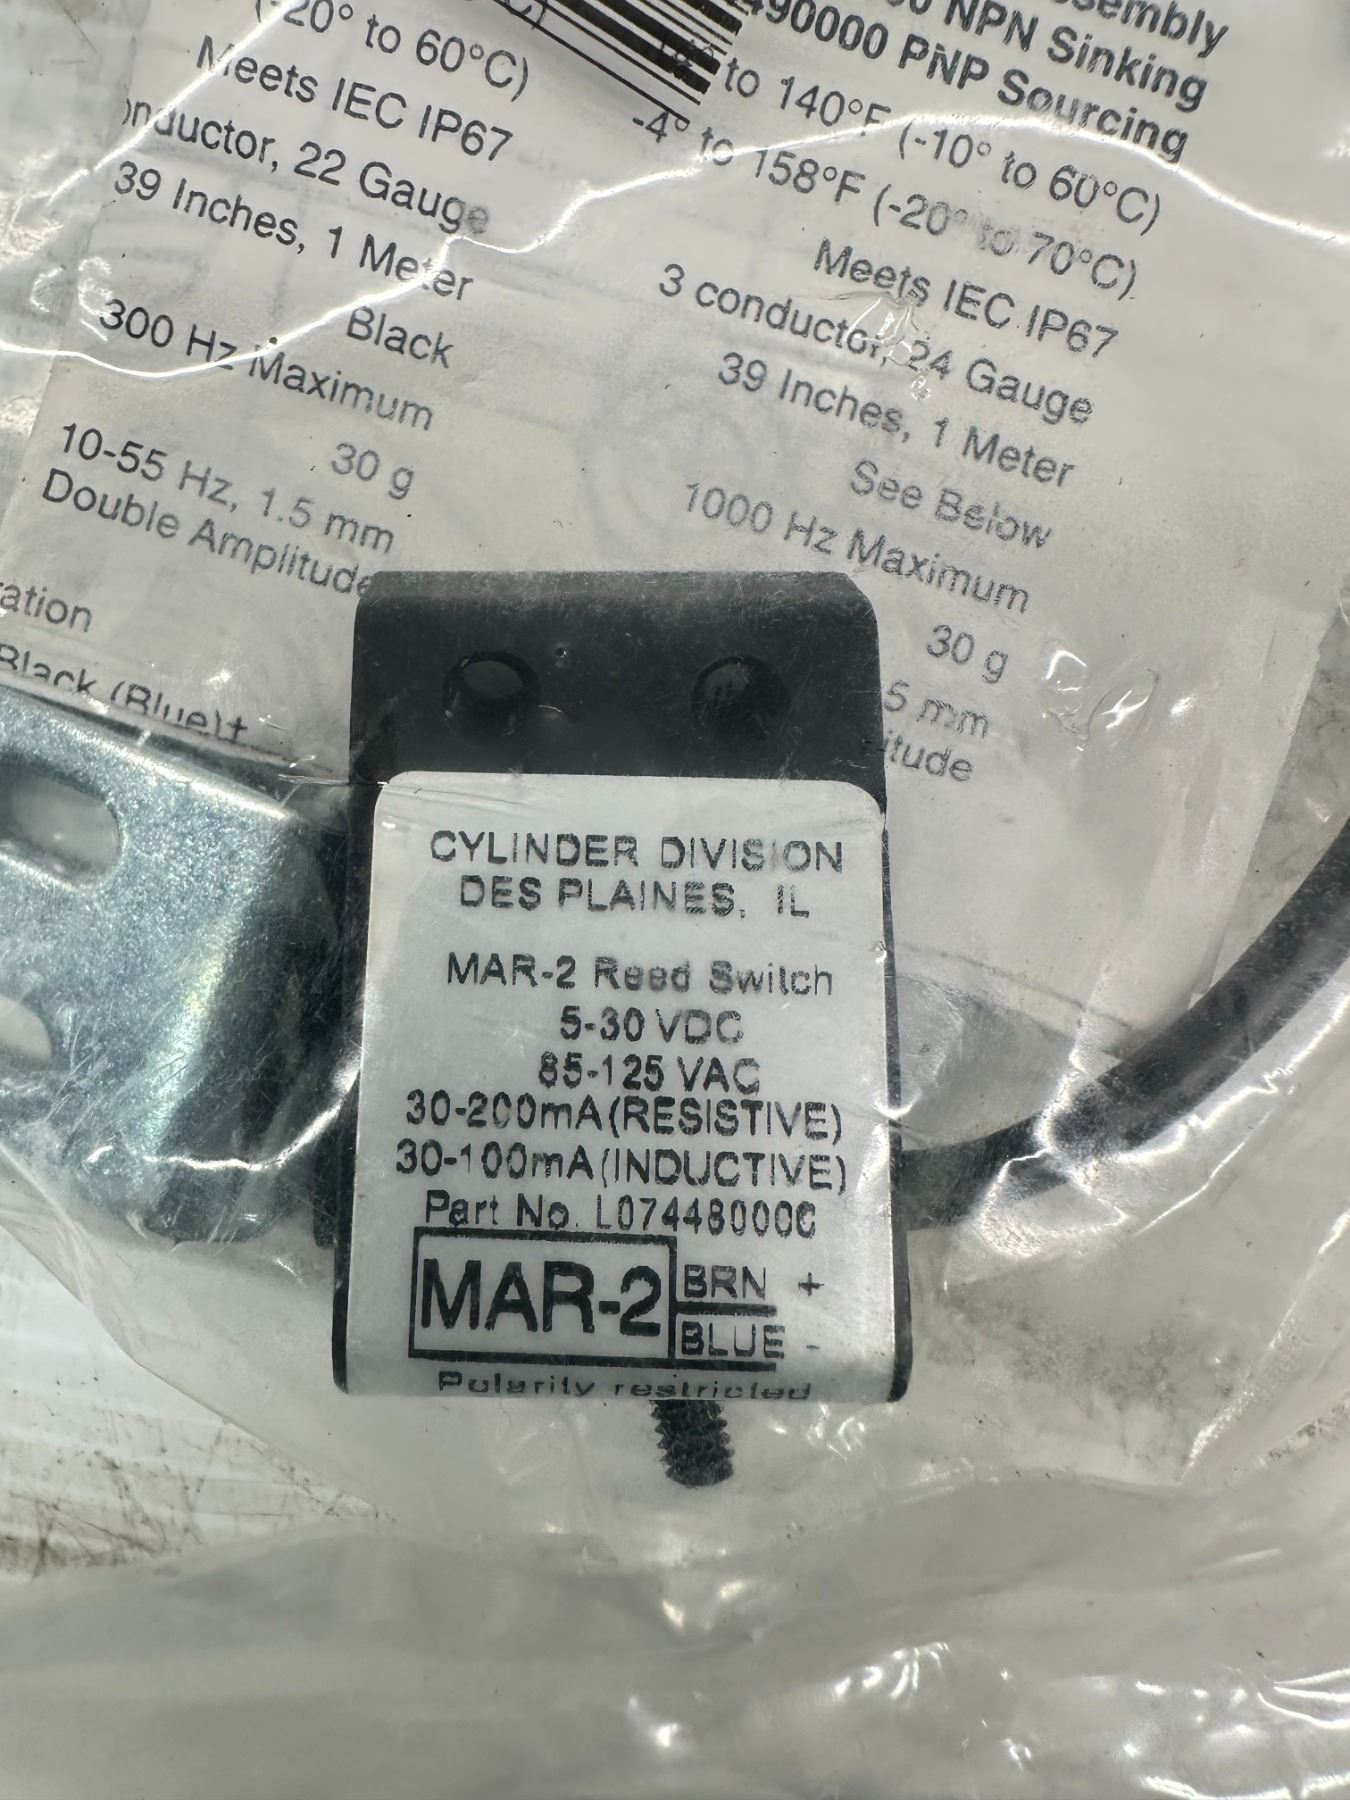 (-20° to 60°C)
Meets IEC IP67
onductor, 22 Gauge
39 Inches, 1 Meter
Black
300 Hz Maximum
30 g
10-55 Hz, 1.5 mm
Double Amplitude
ration
Black (Blue)†
sembly
0 NPN Sinking
490000 PNP Sourcing
to 140°F (-10° to 60°C)
-4° to 158°F (-20° to 70°C)
Meets IEC IP67
3 conductor, 24 Gauge
39 Inches, 1 Meter
See Below
1000 Hz Maximum
30 g
5 mm
itude
CYLINDER DIVISION
DES PLAINES, IL
MAR-2 Reed Switch
5-30 VDC
85-125 VAC
30-200mA(RESISTIVE)
30-100mA(INDUCTIVE)
Part No. L074480000
MAR-2
BRN +
BLUE -
Polarity restricted